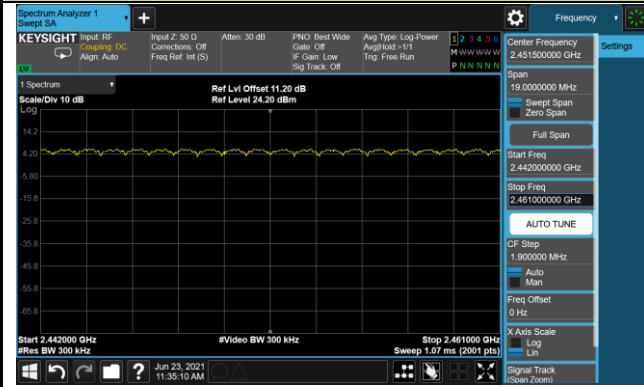 Spectrum Analyzer 1
Swept SA
Frequency
KEYSIGHT
Input: RF
Coupling: DC
Align: Auto
Input Z: 50 Ω
Corrections: Off
Freq Ref: Int (S)
Atten: 30 dB
PNO: Best Wide
Gate: Off
IF Gain: Low
Sig Track: Off
Avg Type: Log-Power
Avg|Hold:>1/1
Trig: Free Run
1 2 3 4 5 6
M W W W W W
P N N N N N
Settings
Center Frequency
2.451500000 GHz
Span
19.0000000 MHz
Swept Span
Zero Span
Full Span
Start Freq
2.442000000 GHz
Stop Freq
2.461000000 GHz
AUTO TUNE
CF Step
1.900000 MHz
Auto
Man
Freq Offset
0 Hz
X Axis Scale
Log
Lin
Signal Track
(Span Zoom)
1 Spectrum
Scale/Div 10 dB
Ref Lvl Offset 11.20 dB
Ref Level 24.20 dBm
Log
14.2
4.20
-5.80
-15.8
-25.8
-35.8
-45.8
-55.8
-65.8
Start 2.442000 GHz
#Res BW 300 kHz
#Video BW 300 kHz
Stop 2.461000 GHz
Sweep 1.07 ms (2001 pts)
Jun 23, 2021
11:35:10 AM